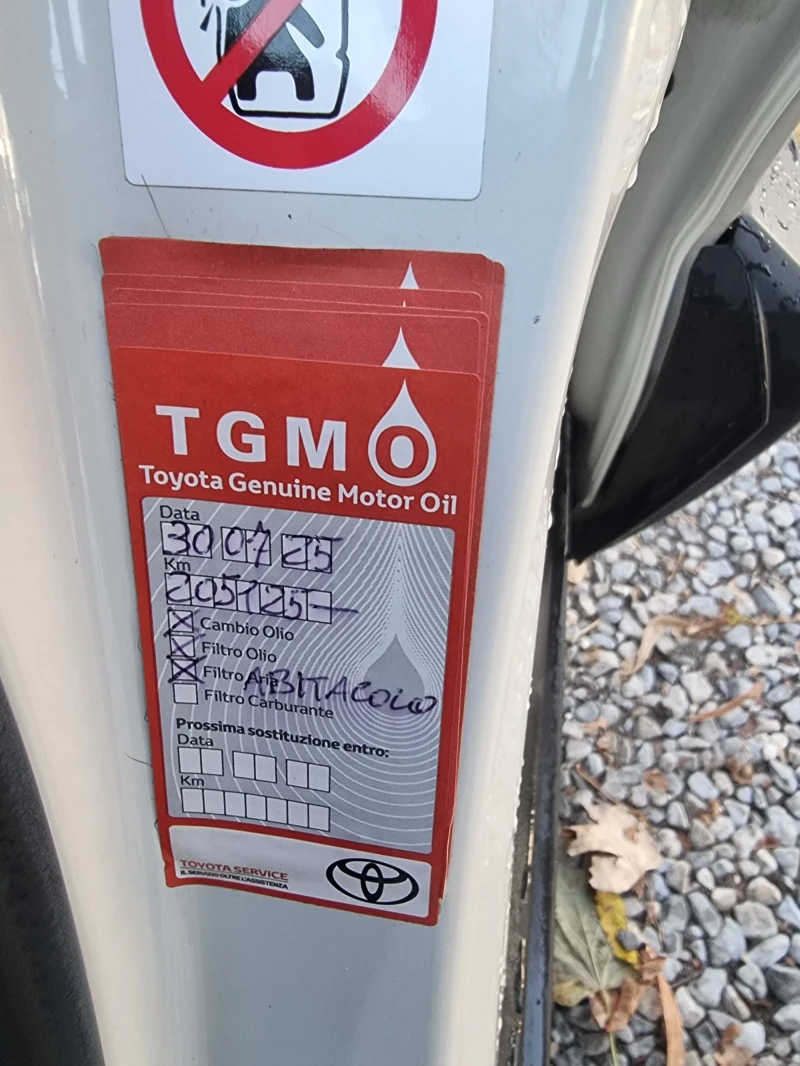 TGMO
Toyota Genuine Motor Oil
Data
30 07 25
Km
205125-
Cambio Olio
Filtro Olio
Filtro Aria ABITACOLO
Filtro Carburante
Prossima sostituzione entro:
Data
Km
TOYOTA SERVICE
IL SERVIZIO OLTRE L'ASSISTENZA